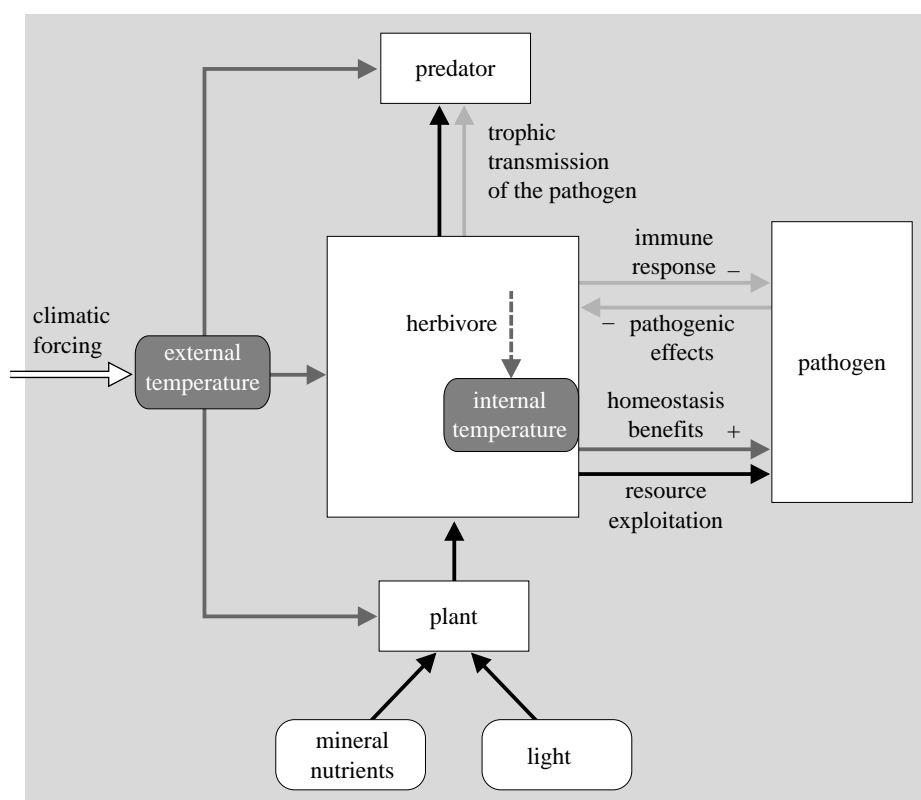 predator
trophic
transmission
of the pathogen
immune
response –
climatic
forcing
herbivore
– pathogenic
effects
external
temperature
pathogen
internal
temperature
homeostasis
benefits +
resource
exploitation
plant
mineral
nutrients
light